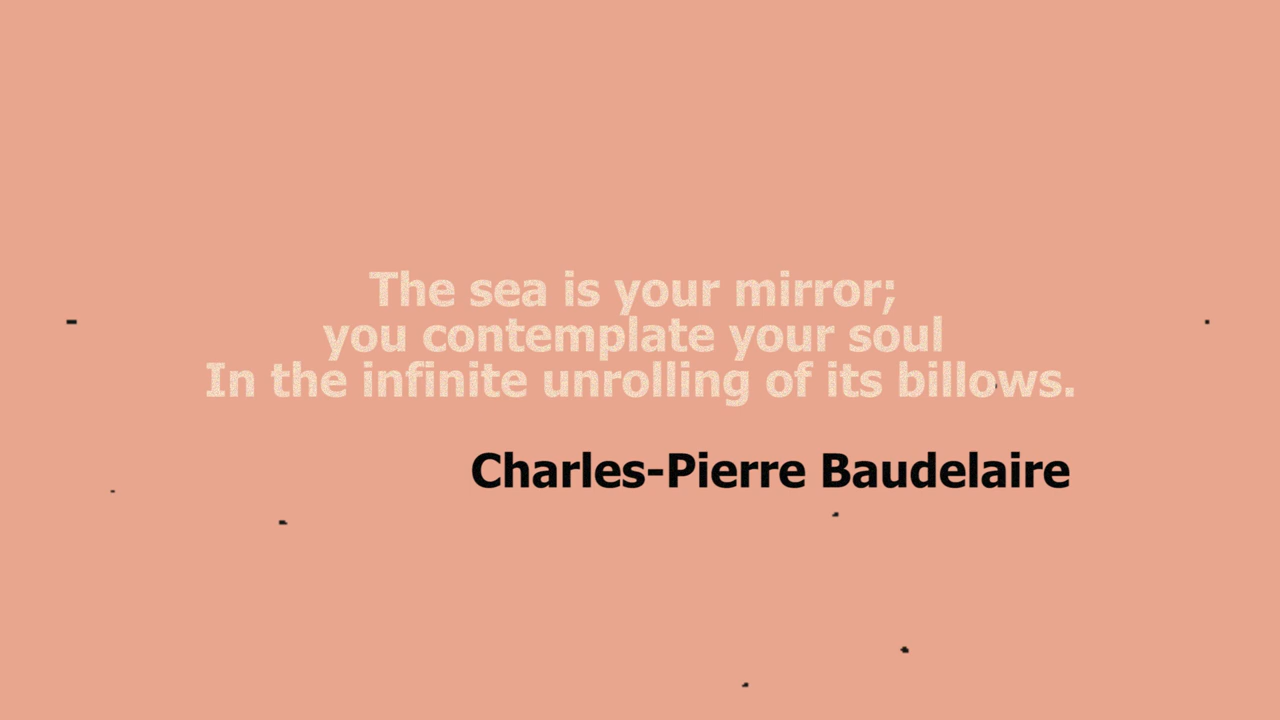 The sea is your mirror;
you contemplate your soul
In the infinite unrolling of its billows.
Charles-Pierre Baudelaire